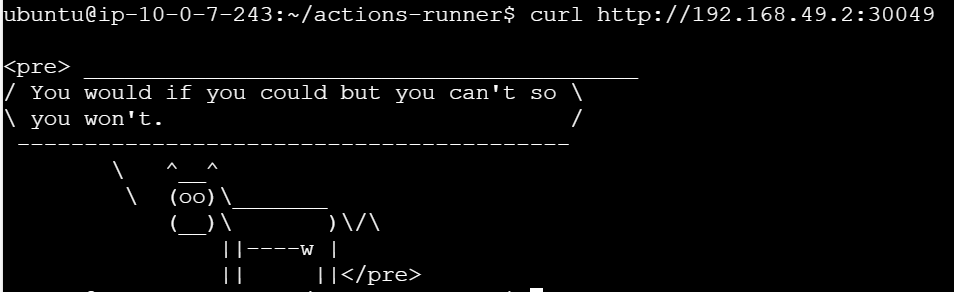 ubuntu@ip-10-0-7-243:~/actions-runner$ curl http://192.168.49.2:30049
<pre> _________________________________________
/ You would if you could but you can't so \
\ you won't.                              /
 -----------------------------------------
        \   ^__^
         \  (oo)\_______
            (__)\       )\/\
                ||----w |
                ||     ||</pre>